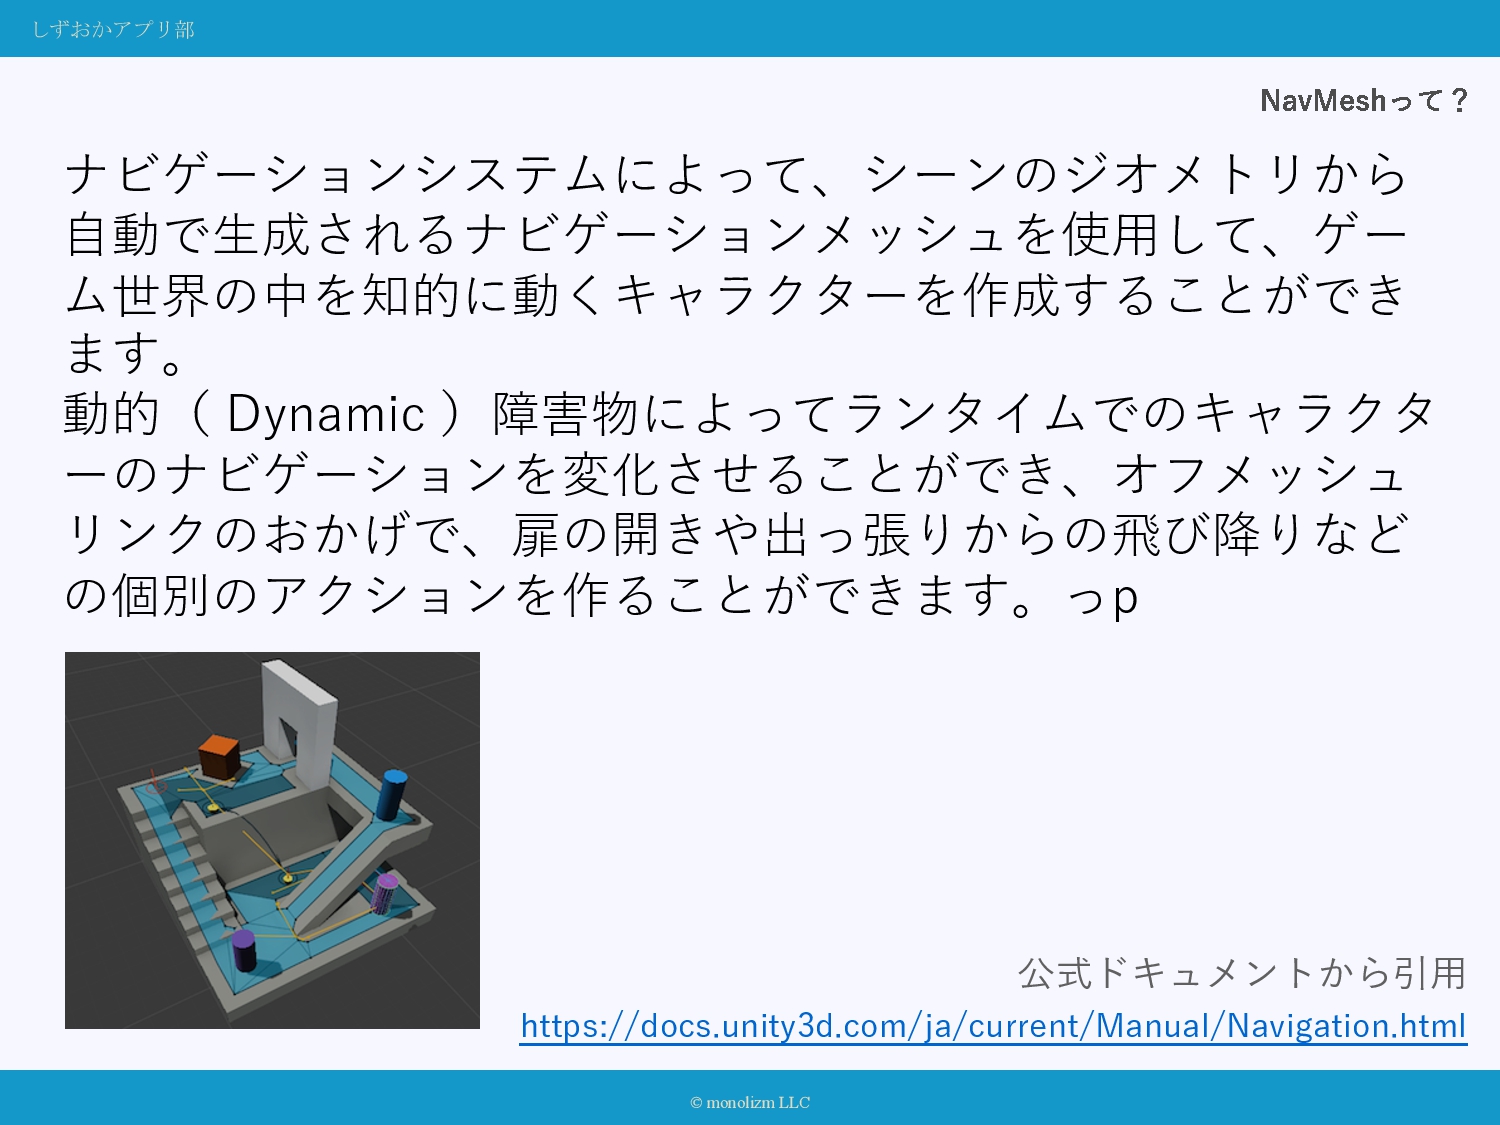 しずおかアプリ部
NavMeshって？
ナビゲーションシステムによって、シーンのジオメトリから
自動で生成されるナビゲーションメッシュを使用して、ゲー
ム世界の中を知的に動くキャラクターを作成することができ
ます。
動的（ Dynamic ）障害物によってランタイムでのキャラクタ
ーのナビゲーションを変化させることができ、オフメッシュ
リンクのおかげで、扉の開きや出っ張りからの飛び降りなど
の個別のアクションを作ることができます。っp
公式ドキュメントから引用
https://docs.unity3d.com/ja/current/Manual/Navigation.html
© monolizm LLC